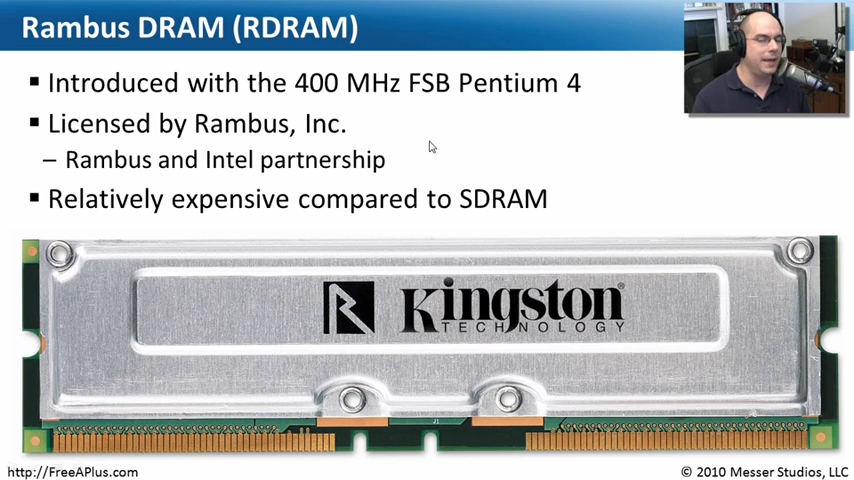 Rambus DRAM (RDRAM)
▪ Introduced with the 400 MHz FSB Pentium 4
▪ Licensed by Rambus, Inc.
– Rambus and Intel partnership
▪ Relatively expensive compared to SDRAM
Kingston®
TECHNOLOGY
J1
http://FreeAPlus.com
© 2010 Messer Studios, LLC